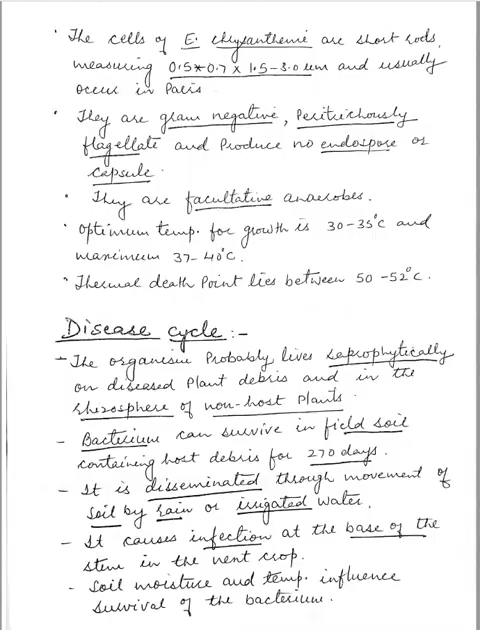 · The cells of E. chrysanthemi are short rods,
measuring 0.5*0.7 x 1.5-3.0 um and usually
occur in Pairs
· They are gram negative, Peritrichously
flagellate and Produce no endospore or
capsule.
· They are facultative anaerobes.
· Optimum temp. for growth is 30-35°C and
maximum 37-40°C.
· Thermal death Point lies between 50-52°C.
Disease cycle:-
- The organism Probably lives saprophytically
on diseased Plant debris and in the
rhizosphere of non-host Plants.
- Bacterium can survive in field soil
containing host debris for 270 days.
- It is disseminated through movement of
soil by rain or irrigated water.
- It causes infection at the base of the
stem in the next crop.
- Soil moisture and temp. influence
survival of the bacterium.